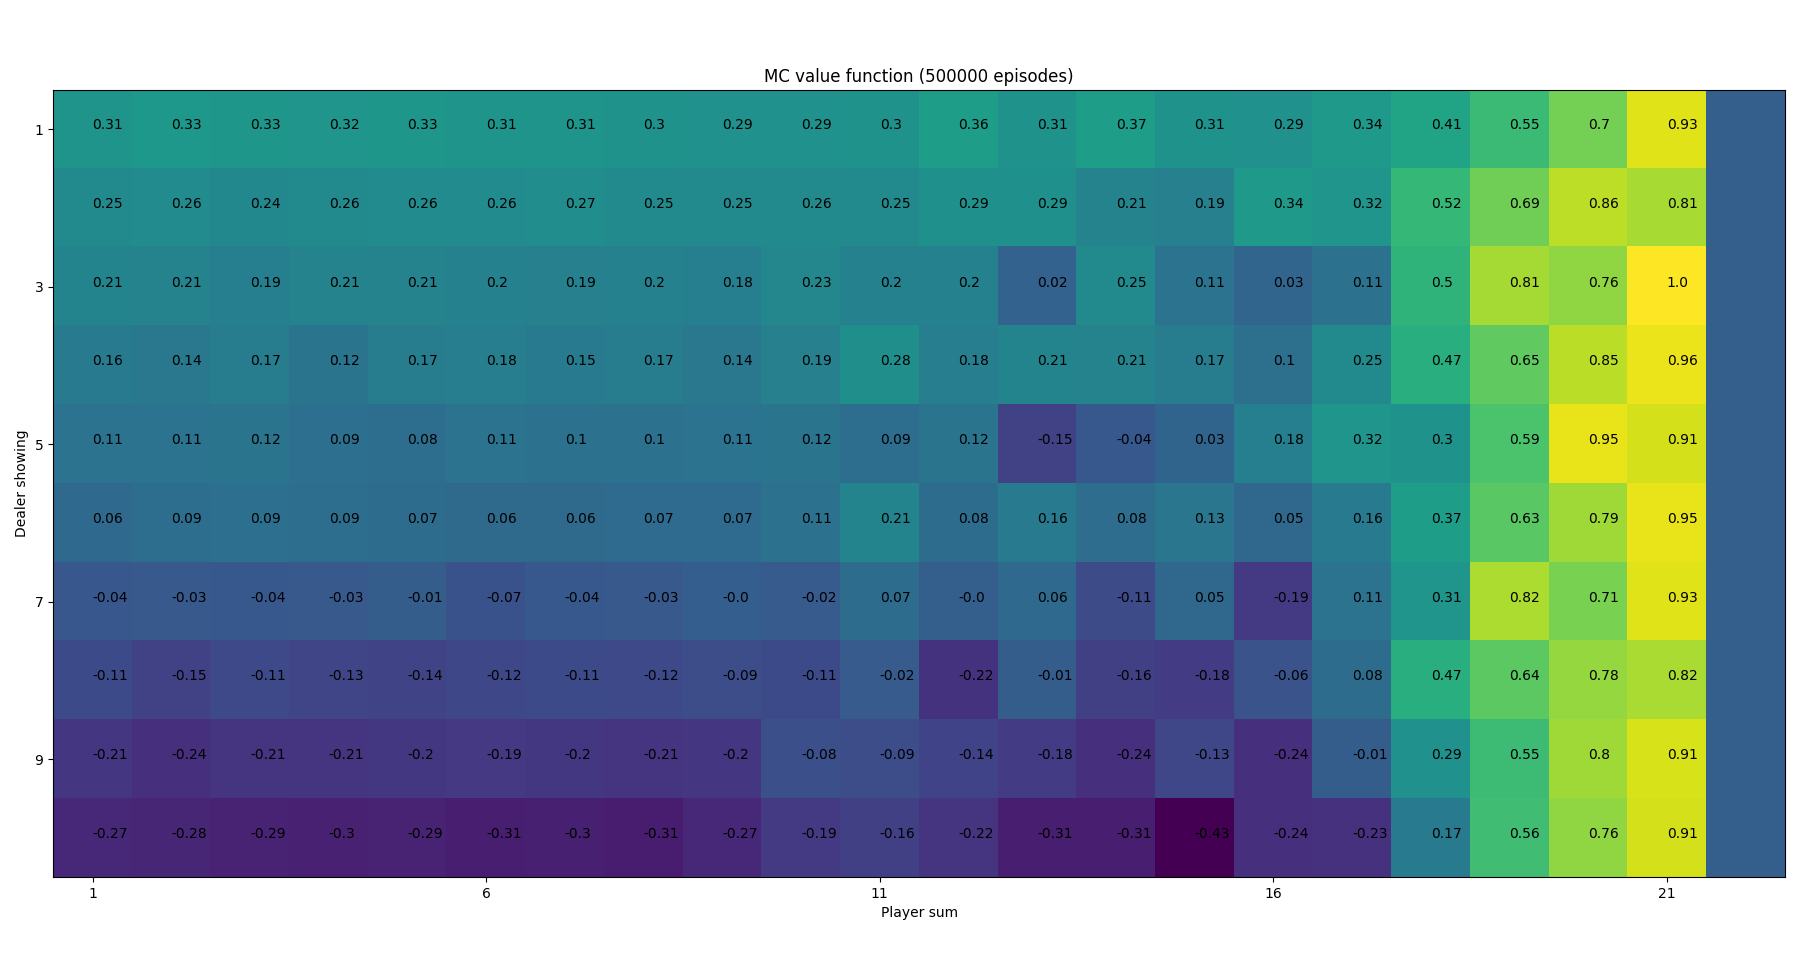 MC value function (500000 episodes)
1 0.31 0.33 0.33 0.32 0.33 0.31 0.31 0.3 0.29 0.29 0.3 0.36 0.31 0.37 0.31 0.29 0.34 0.41 0.55 0.7 0.93
0.25 0.26 0.24 0.26 0.26 0.26 0.27 0.25 0.25 0.26 0.25 0.29 0.29 0.21 0.19 0.34 0.32 0.52 0.69 0.86 0.81
3 0.21 0.21 0.19 0.21 0.21 0.2 0.19 0.2 0.18 0.23 0.2 0.2 0.02 0.25 0.11 0.03 0.11 0.5 0.81 0.76 1.0
0.16 0.14 0.17 0.12 0.17 0.18 0.15 0.17 0.14 0.19 0.28 0.18 0.21 0.21 0.17 0.1 0.25 0.47 0.65 0.85 0.96
5 0.11 0.11 0.12 0.09 0.08 0.11 0.1 0.1 0.11 0.12 0.09 0.12 -0.15 -0.04 0.03 0.18 0.32 0.3 0.59 0.95 0.91
Dealer showing
0.06 0.09 0.09 0.09 0.07 0.06 0.06 0.07 0.07 0.11 0.21 0.08 0.16 0.08 0.13 0.05 0.16 0.37 0.63 0.79 0.95
7 -0.04 -0.03 -0.04 -0.03 -0.01 -0.07 -0.04 -0.03 -0.0 -0.02 0.07 -0.0 0.06 -0.11 0.05 -0.19 0.11 0.31 0.82 0.71 0.93
-0.11 -0.15 -0.11 -0.13 -0.14 -0.12 -0.11 -0.12 -0.09 -0.11 -0.02 -0.22 -0.01 -0.16 -0.18 -0.06 0.08 0.47 0.64 0.78 0.82
9 -0.21 -0.24 -0.21 -0.21 -0.2 -0.19 -0.2 -0.21 -0.2 -0.08 -0.09 -0.14 -0.18 -0.24 -0.13 -0.24 -0.01 0.29 0.55 0.8 0.91
-0.27 -0.28 -0.29 -0.3 -0.29 -0.31 -0.3 -0.31 -0.27 -0.19 -0.16 -0.22 -0.31 -0.31 -0.43 -0.24 -0.23 0.17 0.56 0.76 0.91
1 6 11 16 21
Player sum